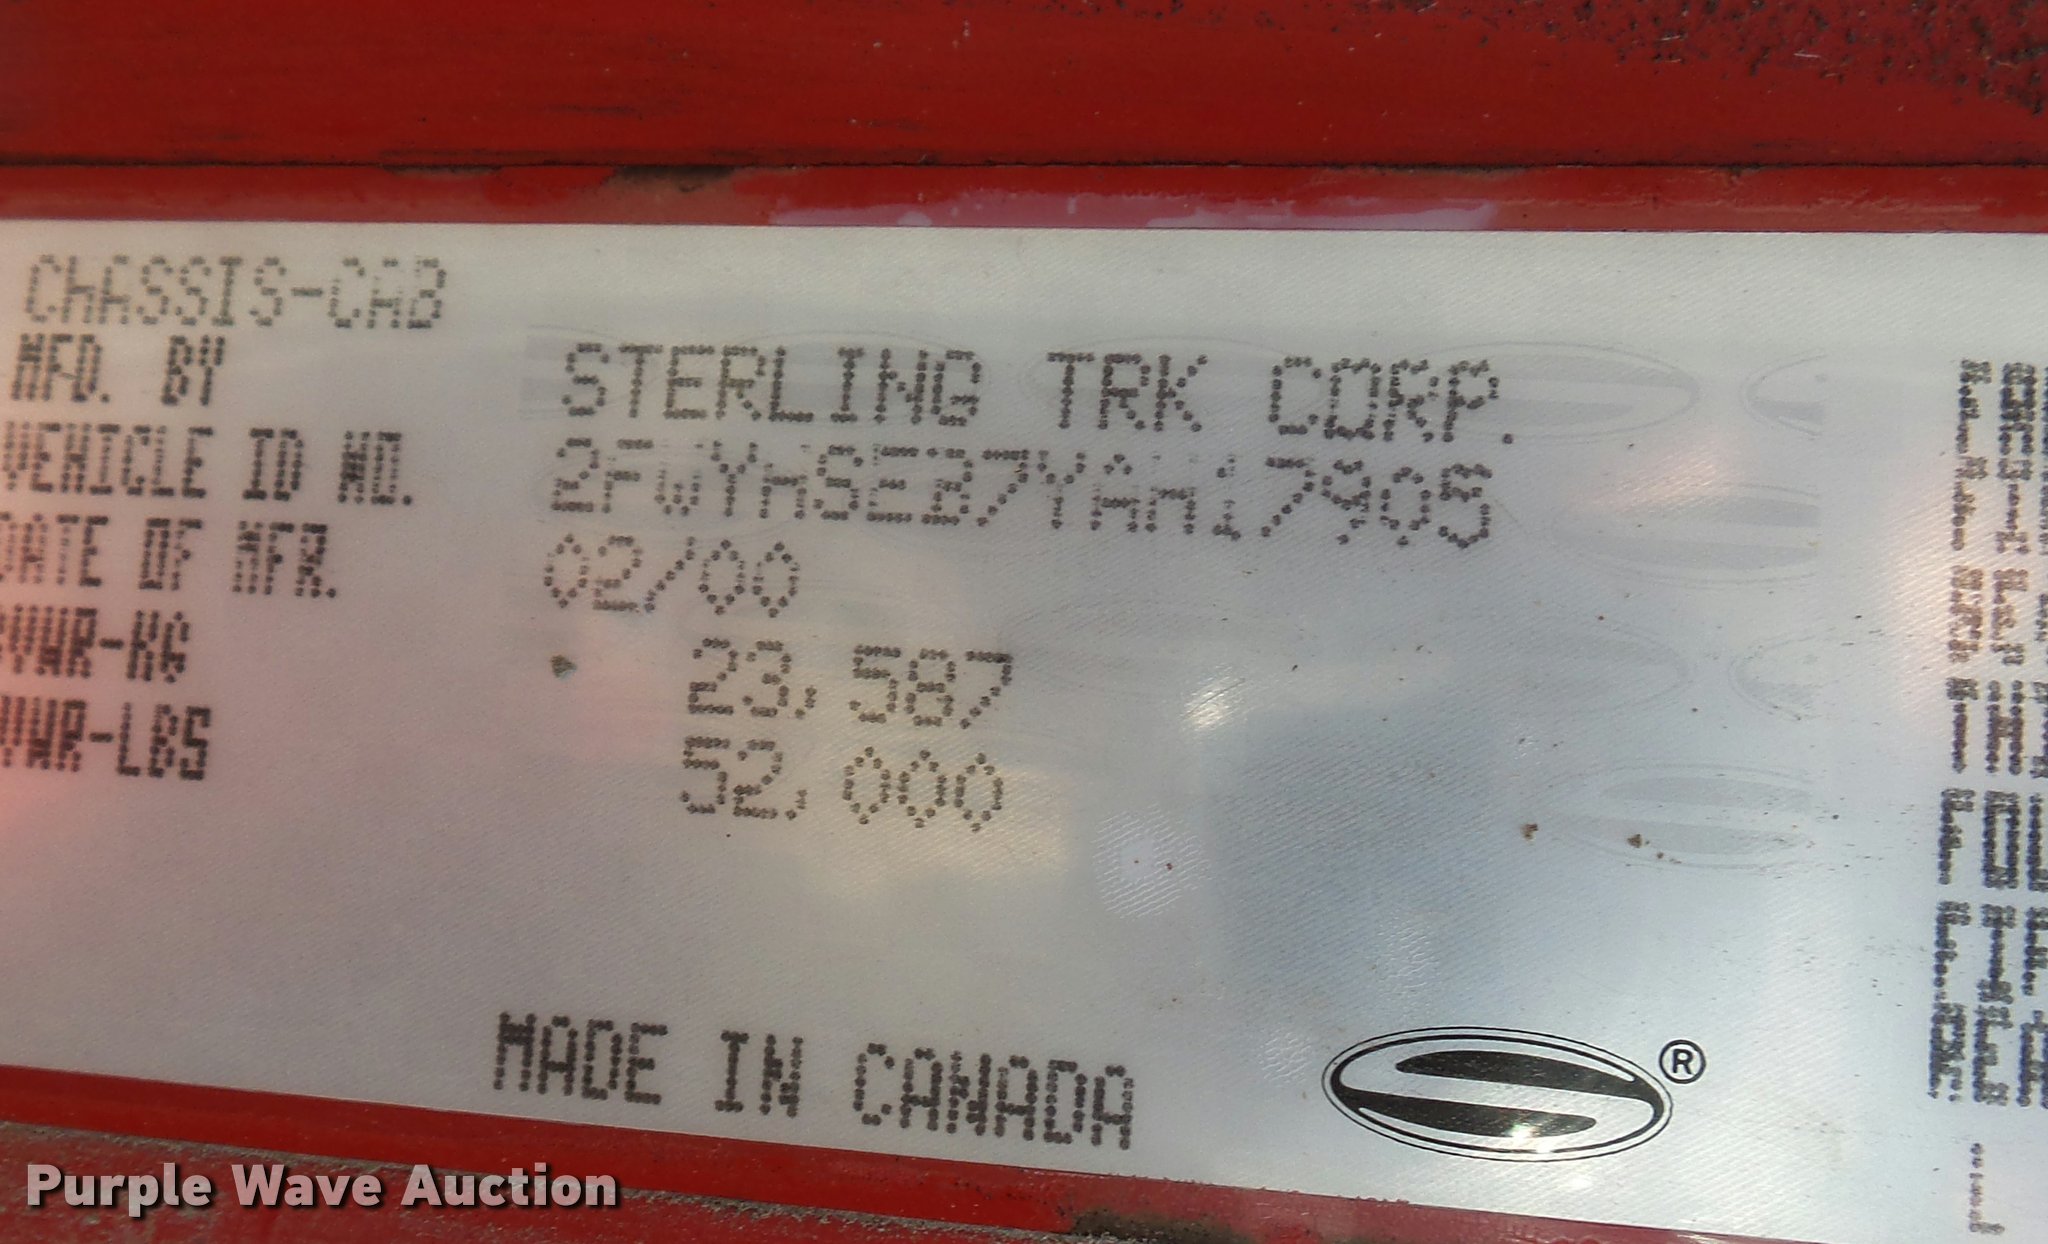 CHASSIS-CAB
MFD. BY STERLING TRK CORP.
VEHICLE ID NO. 2FWYHSEB7YAH17905
DATE OF MFR. 02/00
GVWR-KG 23,587
GVWR-LBS 52,000
MADE IN CANADA
®
Purple Wave Auction